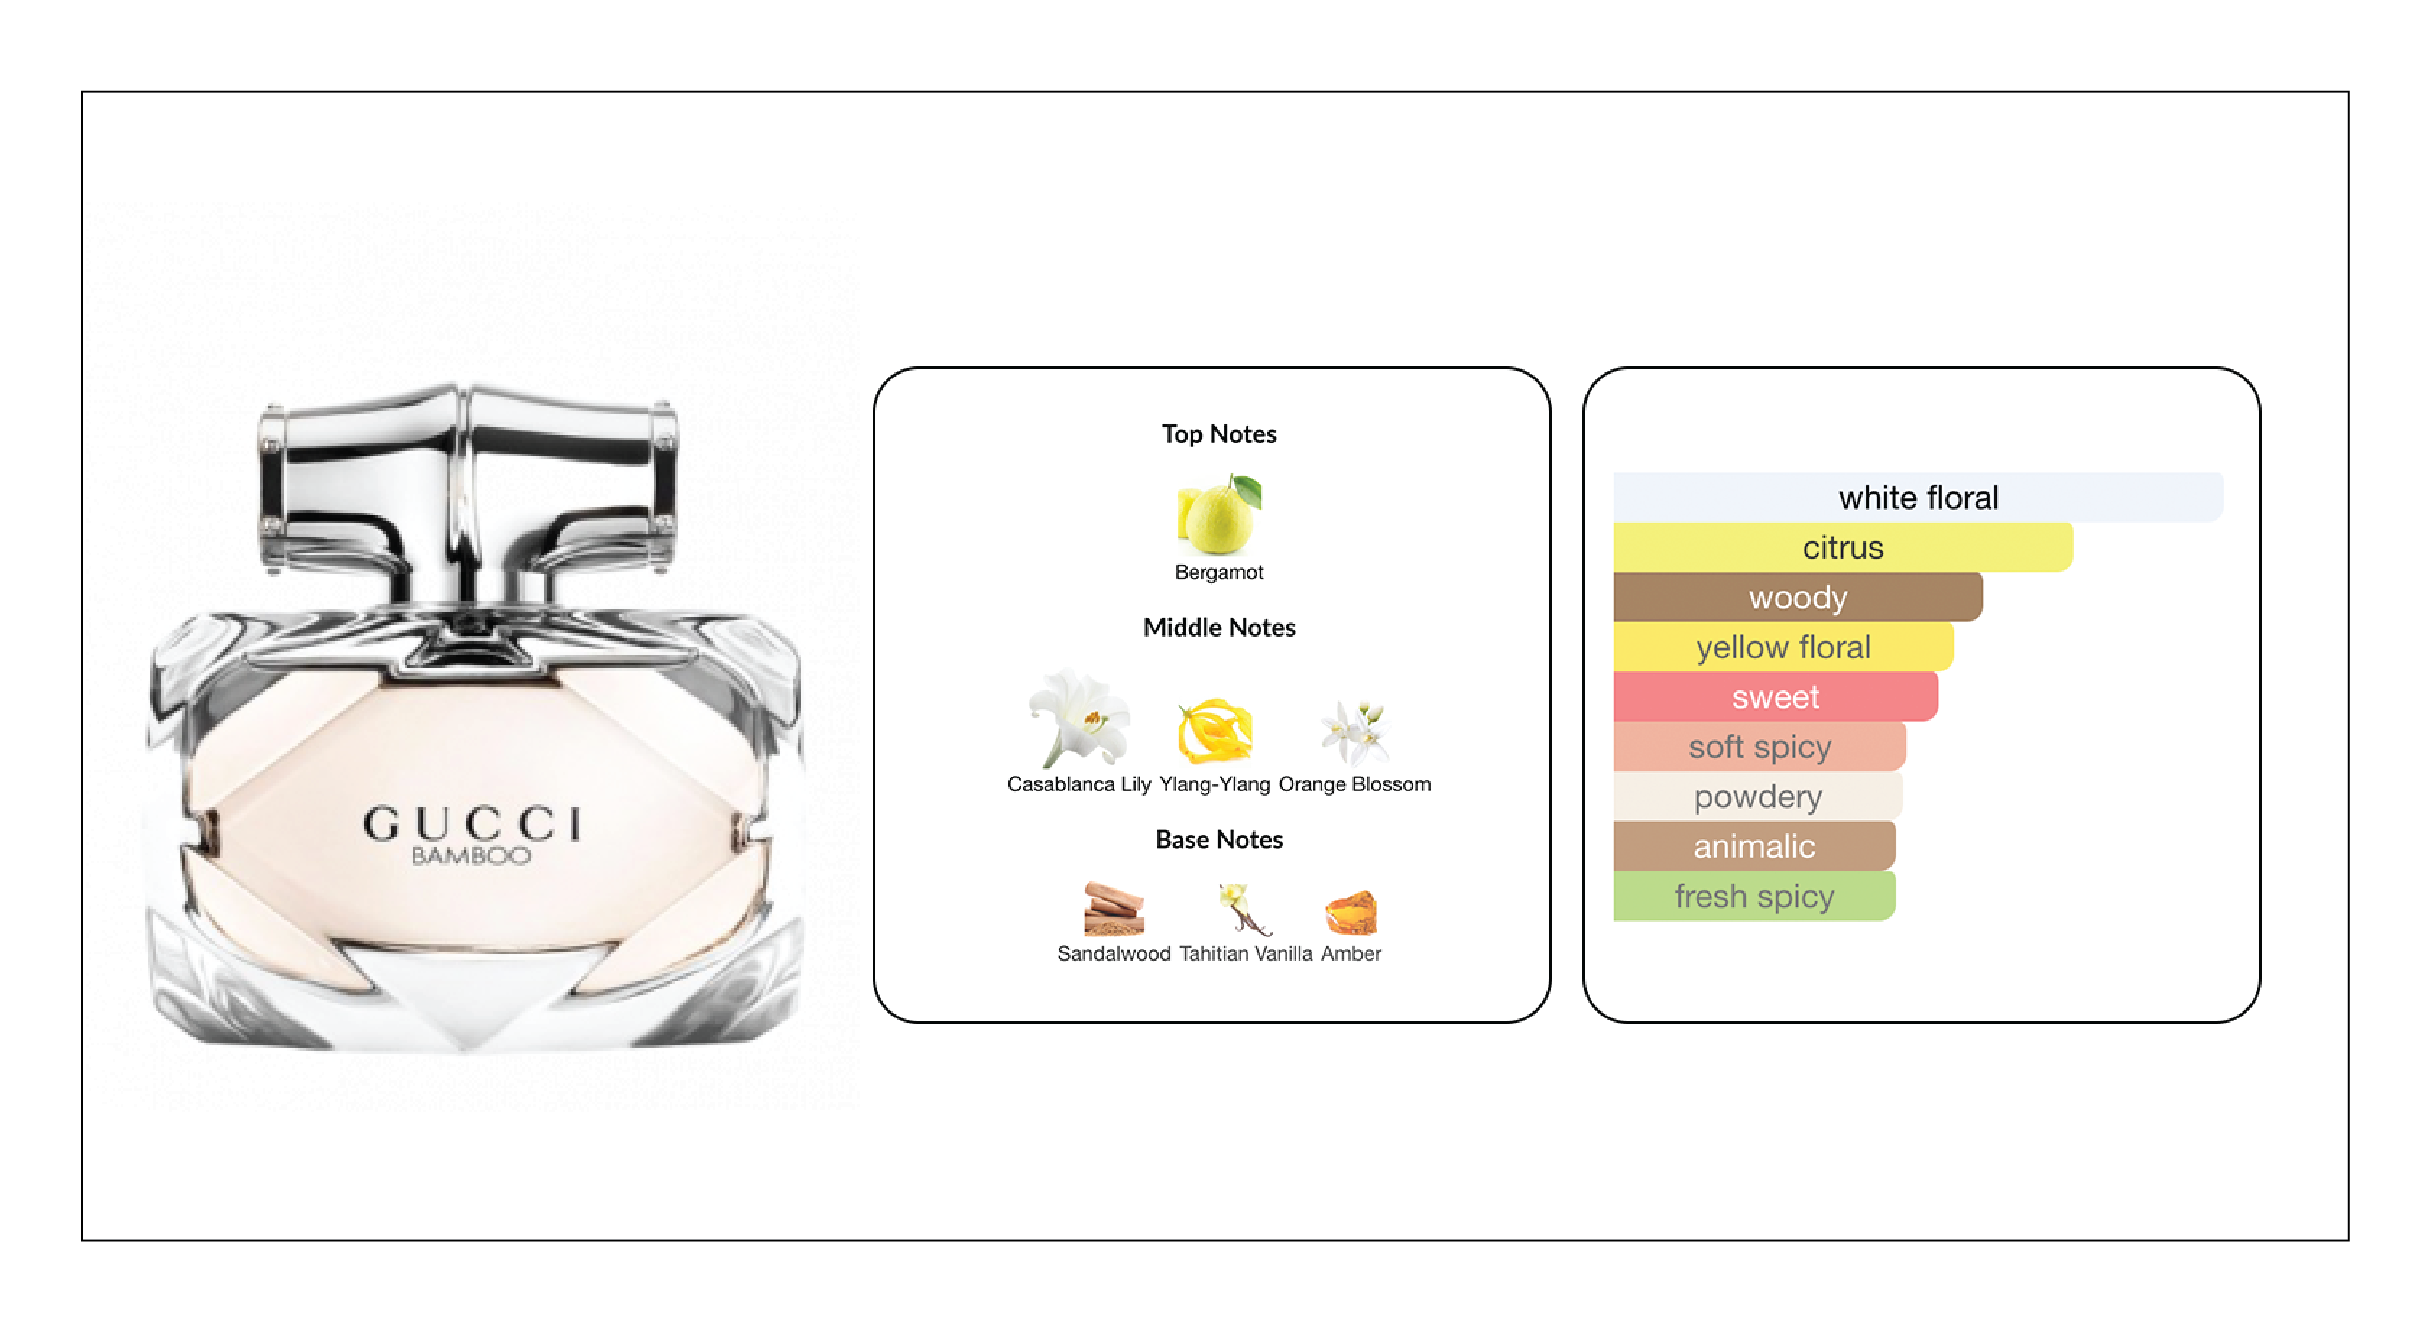 GUCCI
BAMBOO
Top Notes
Bergamot
Middle Notes
Casablanca Lily Ylang-Ylang Orange Blossom
Base Notes
Sandalwood Tahitian Vanilla Amber
white floral
citrus
woody
yellow floral
sweet
soft spicy
powdery
animalic
fresh spicy